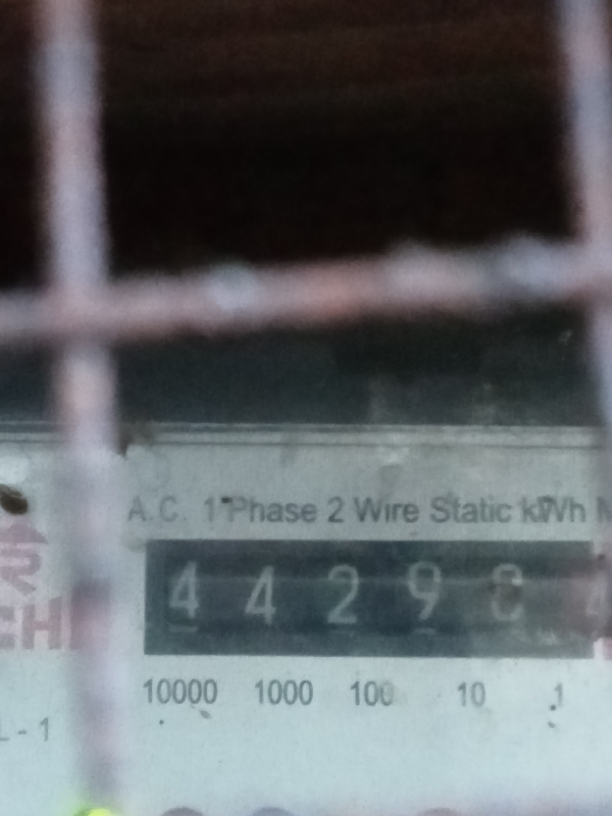 A.C. 1 Phase 2 Wire Static kWh
4 4 2 9
10000 1000 100 10 1
L-1